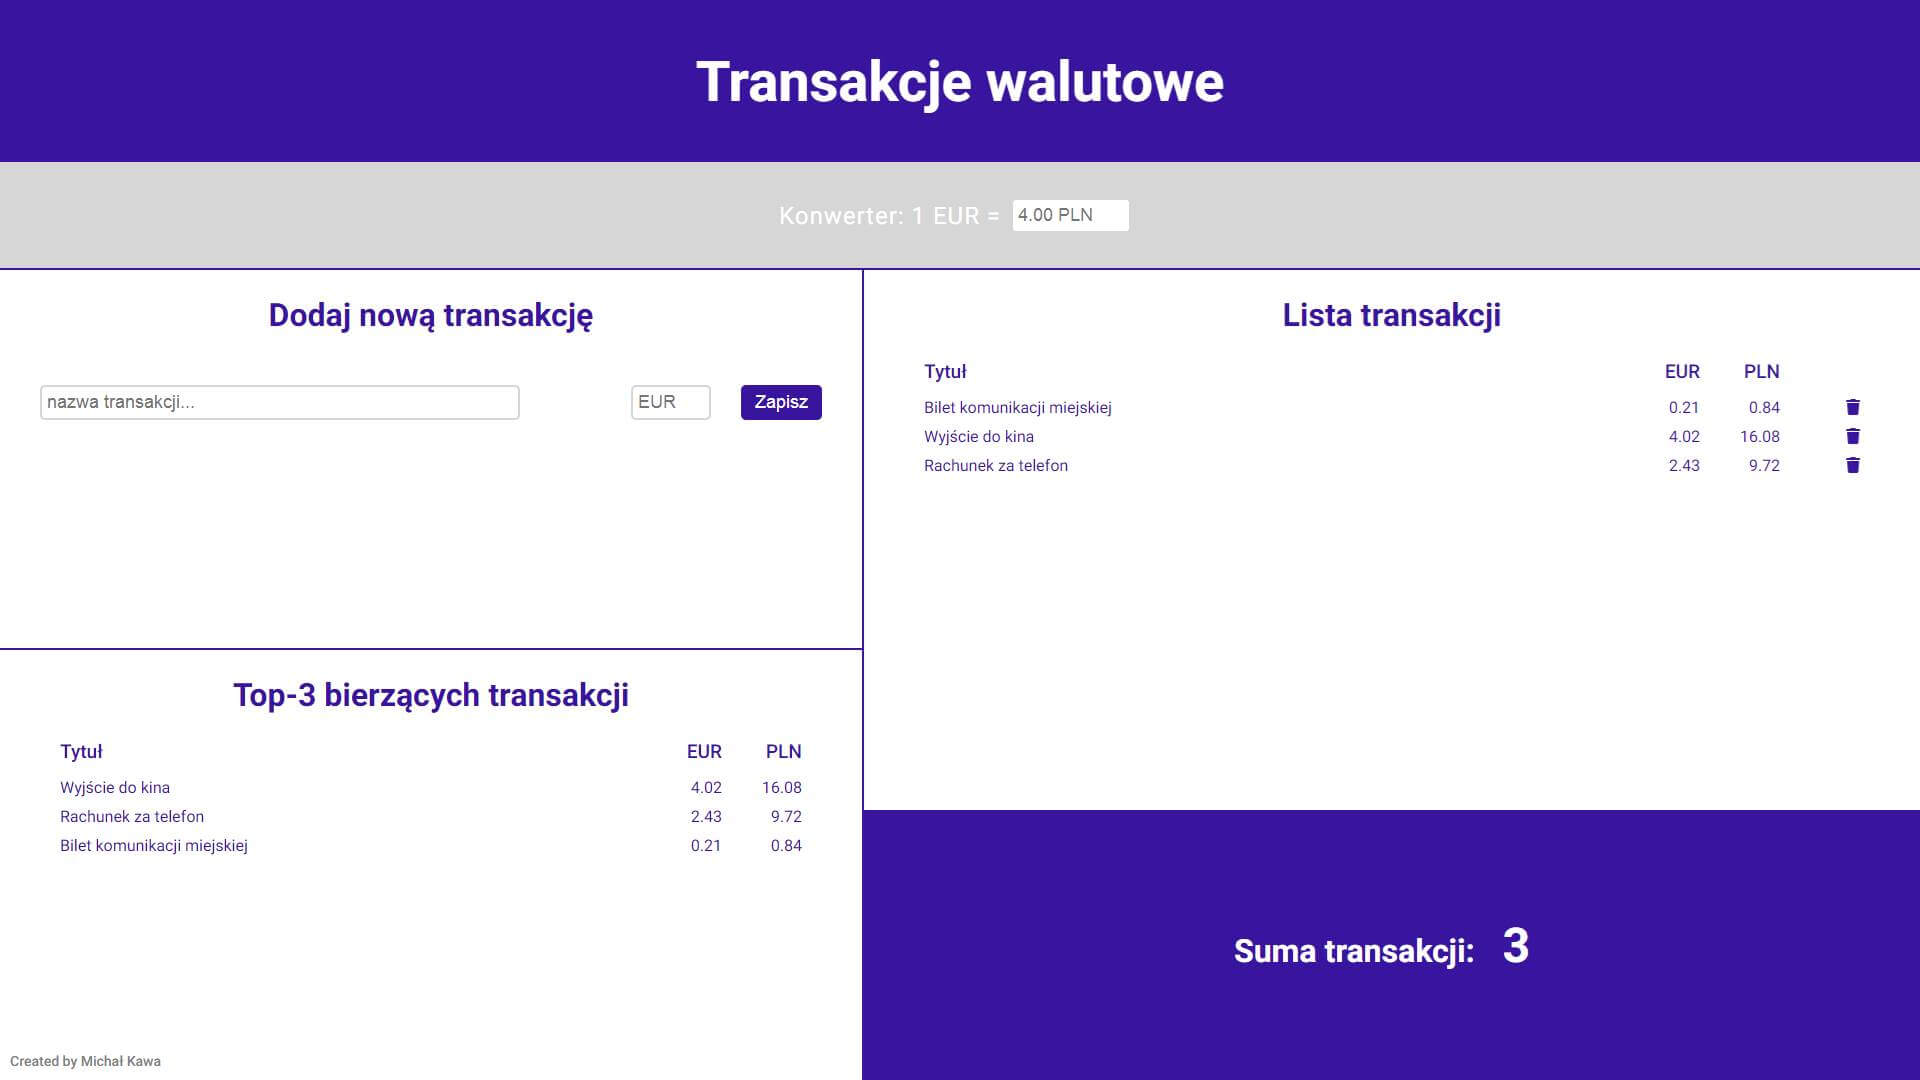 Transakcje walutowe
Konwerter: 1 EUR = 4.00 PLN
Dodaj nową transakcję
nazwa transakcji... EUR Zapisz
Top-3 bierzących transakcji
Tytuł EUR PLN
Wyjście do kina 4.02 16.08
Rachunek za telefon 2.43 9.72
Bilet komunikacji miejskiej 0.21 0.84
Created by Michał Kawa
Lista transakcji
Tytuł EUR PLN
Bilet komunikacji miejskiej 0.21 0.84
Wyjście do kina 4.02 16.08
Rachunek za telefon 2.43 9.72
Suma transakcji: 3